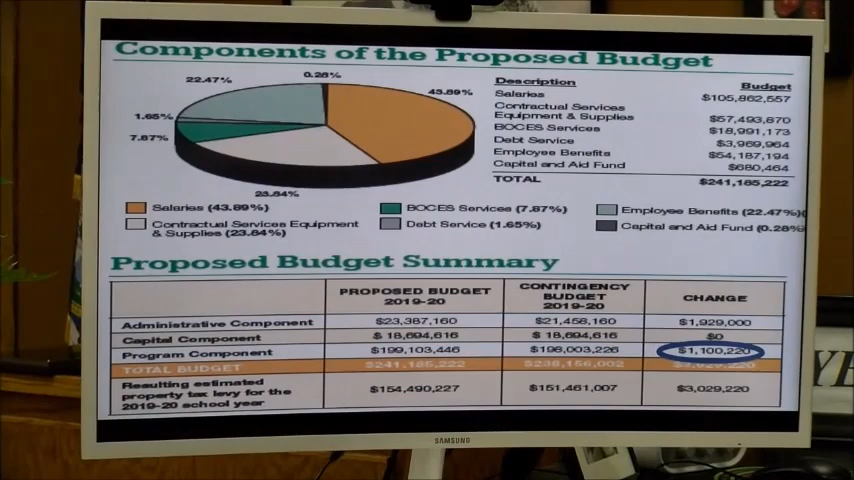 Components of the Proposed Budget
22.47%
0.28%
43.89%
1.65%
7.87%
23.84%
Description Budget
Salaries $105,862,557
Contractual Services
Equipment & Supplies $57,493,870
BOCES Services $18,991,173
Debt Service $3,969,964
Employee Benefits $54,187,194
Capital and Aid Fund $680,464
TOTAL $241,185,222
Salaries (43.89%) BOCES Services (7.87%) Employee Benefits (22.47%)
Contractual Services Equipment Debt Service (1.65%) Capital and Aid Fund (0.28%
& Supplies (23.84%)
Proposed Budget Summary
PROPOSED BUDGET 2019-20 CONTINGENCY BUDGET 2019-20 CHANGE
Administrative Component $23,387,160 $21,458,160 $1,929,000
Capital Component $ 18,694,616 $ 18,694,616 $0
Program Component $199,103,446 $198,003,226 $1,100,220
TOTAL BUDGET $241,185,222 $238,156,002 $3,029,220
Resulting estimated
property tax levy for the $154,490,227 $151,461,007 $3,029,220
2019-20 school year
SAMSUNG
YE